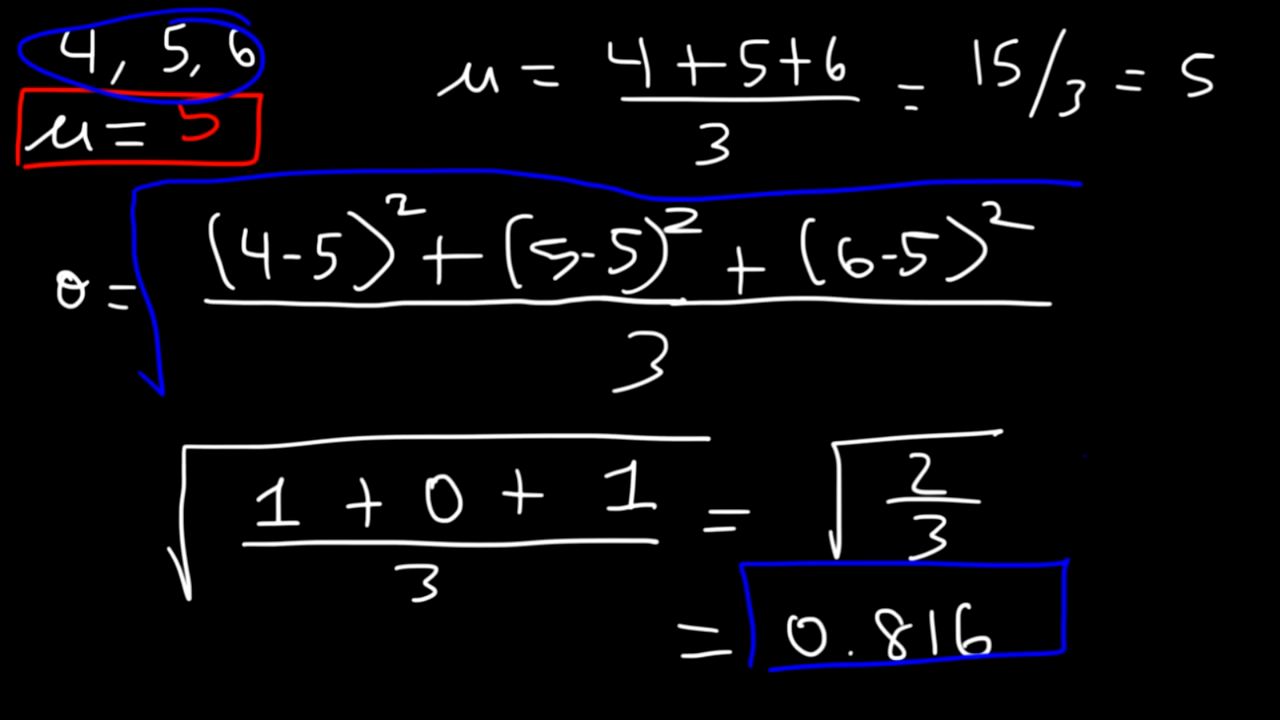 4, 5, 6
μ = 5
μ = (4+5+6)/3 = 15/3 = 5
σ = √(((4-5)² + (5-5)² + (6-5)²)/3)
√((1 + 0 + 1)/3) = √(2/3)
= 0.816